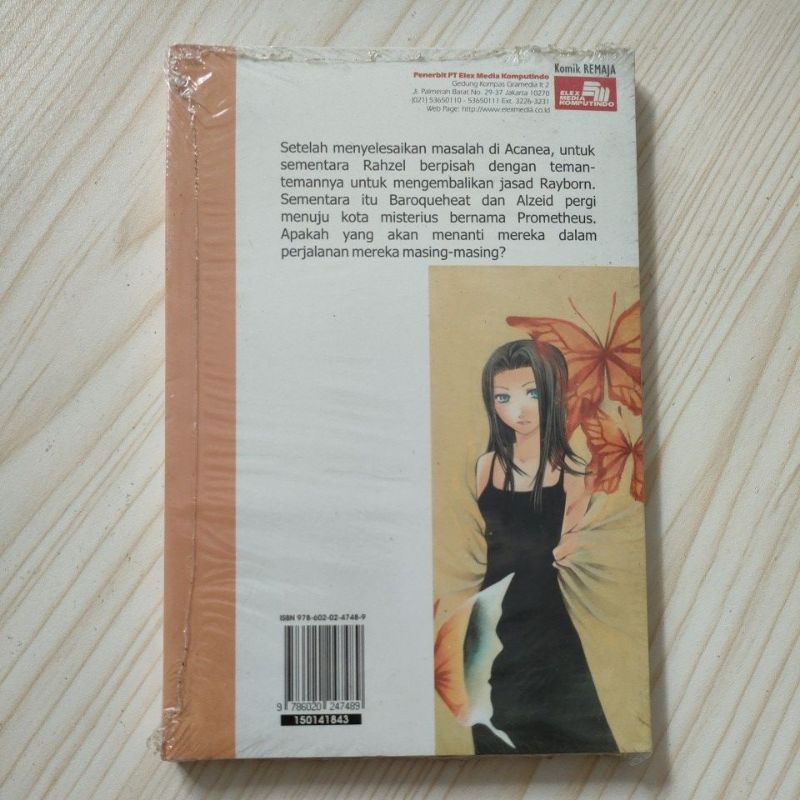 Komik REMAJA
Penerbit PT Elex Media Komputindo
Gedung Kompas Gramedia lt 2
Jl. Palmerah Barat No. 29-37 Jakarta 10270
(021) 53650110 - 53650111 Ext. 3226-3231
Web Page: http://www.elexmedia.co.id
ELEX
MEDIA
KOMPUTINDO
Setelah menyelesaikan masalah di Acanea, untuk
sementara Rahzel berpisah dengan teman-
temannya untuk mengembalikan jasad Rayborn.
Sementara itu Baroqueheat dan Alzeid pergi
menuju kota misterius bernama Prometheus.
Apakah yang akan menanti mereka dalam
perjalanan mereka masing-masing?
ISBN 978-602-02-4748-9
9 786020 247489
150141843